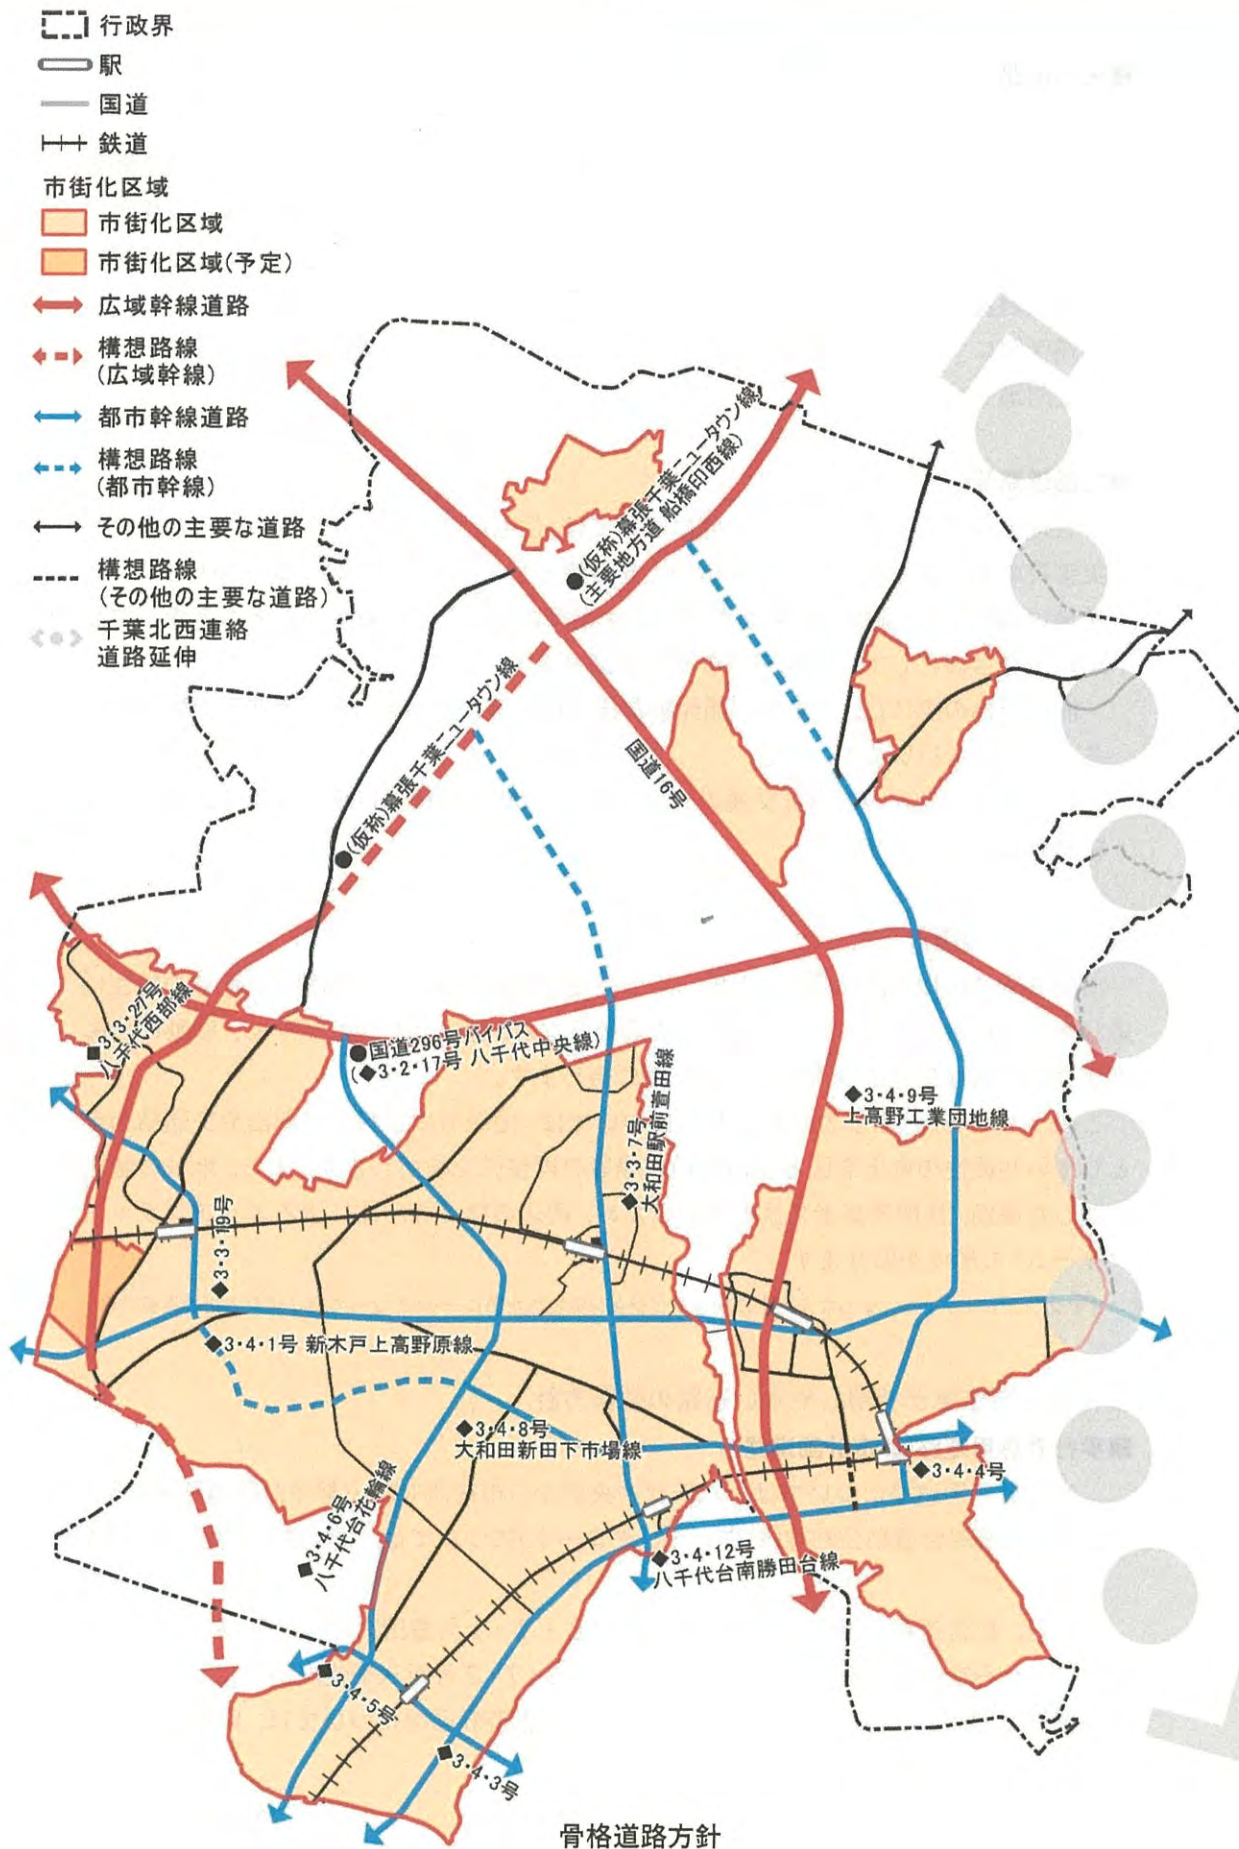 行政界
駅
国道
鉄道
市街化区域
市街化区域
市街化区域(予定)
広域幹線道路
構想路線
(広域幹線)
都市幹線道路
構想路線
(都市幹線)
その他の主要な道路
構想路線
(その他の主要な道路)
千葉北西連絡
道路延伸
●(仮称)幕張千葉ニュータウン線
(主要地方道 船橋印西線)
●(仮称)幕張千葉ニュータウン線
国道16号
■3・3・27号
八千代西部線
●国道296号バイパス
(◆3・2・17号 八千代中央線)
◆3・3・7号
大和田駅前萱田線
◆3・4・9号
上高野工業団地線
◆3・3・19号
◆3・4・1号 新木戸上高野原線
◆3・4・8号
大和田新田下市場線
◆3・4・4号
■3・4・6号
八千代台花輪線
◆3・4・12号
八千代台南勝田台線
■3・4・5号
■3・4・3号
骨格道路方針